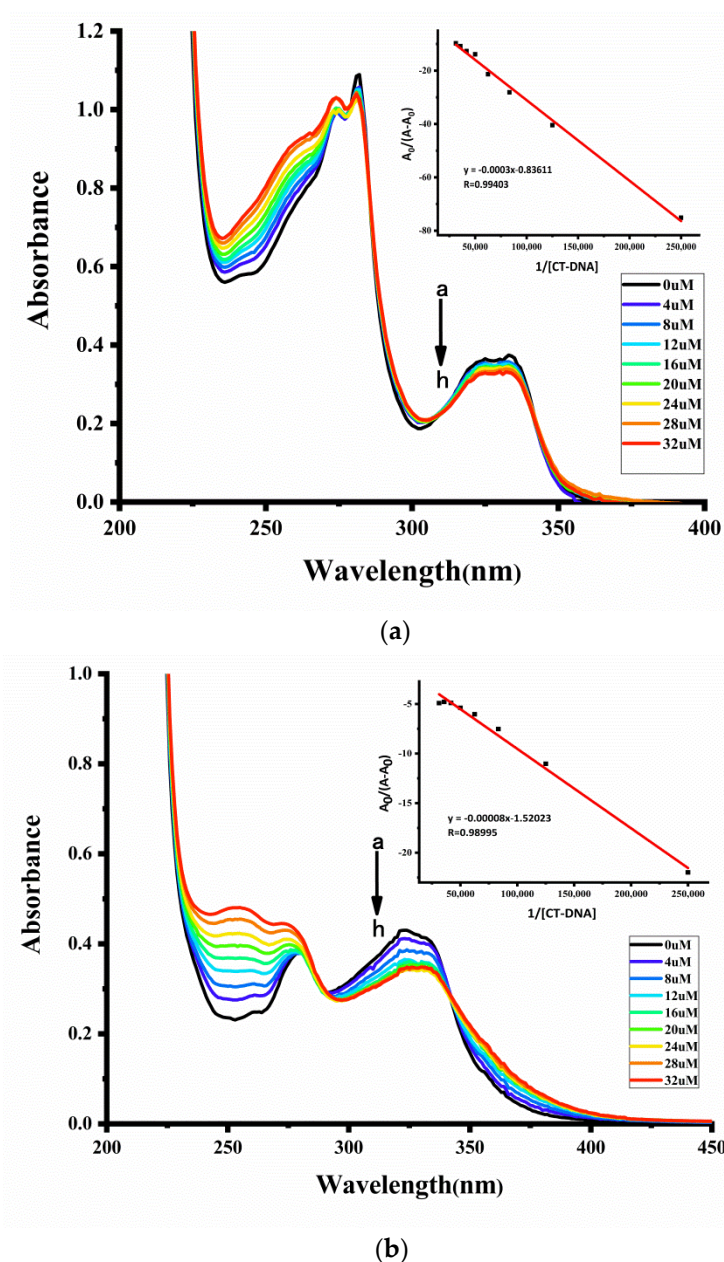 1.2
1.0
0.8
0.6
0.4
0.2
0.0
200
250
300
350
400
Absorbance
Wavelength(nm)
-20
-40
-60
-80
50,000
100,000
150,000
200,000
250,000
A0/(A-A0)
1/[CT-DNA]
y = -0.0003x-0.83611
R=0.99403
a
h
0uM
4uM
8uM
12uM
16uM
20uM
24uM
28uM
32uM
(a)
1.0
0.8
0.6
0.4
0.2
0.0
200
250
300
350
400
450
Absorbance
Wavelength(nm)
-5
-10
-15
-20
50,000
100,000
150,000
200,000
250,000
A0/(A-A0)
1/[CT-DNA]
y = -0.00008x-1.52023
R=0.98995
a
h
0uM
4uM
8uM
12uM
16uM
20uM
24uM
28uM
32uM
(b)